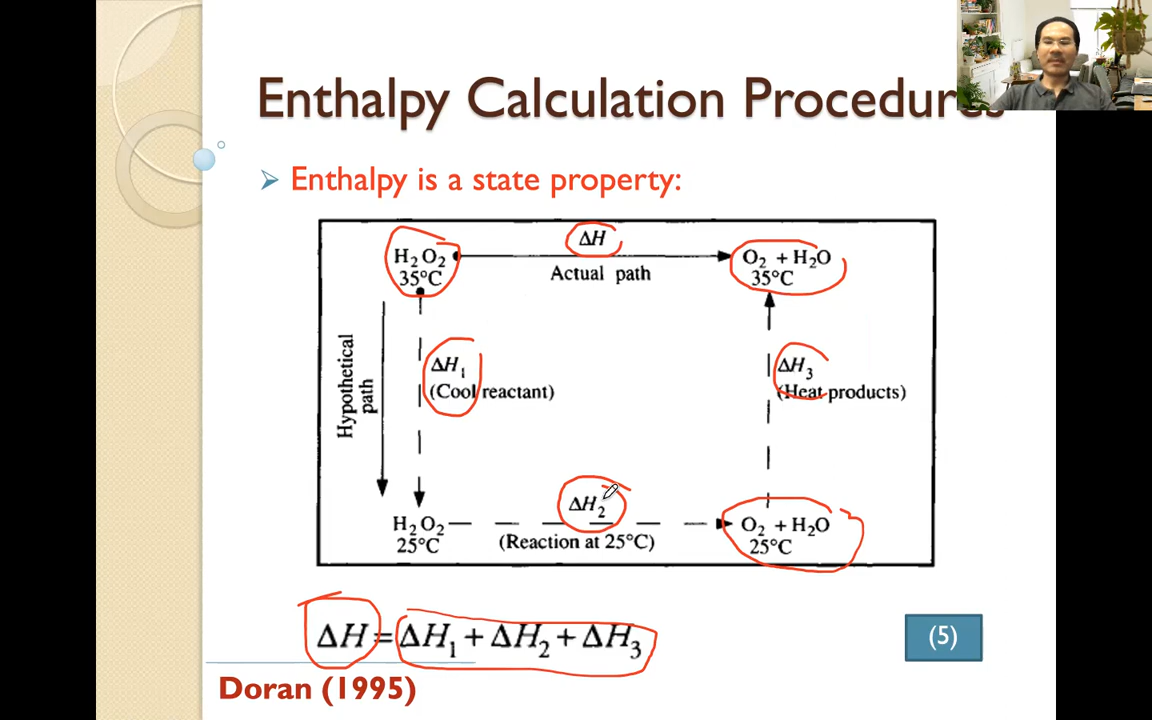 Enthalpy Calculation Procedures
Enthalpy is a state property:
ΔH
H₂O₂
35°C
Actual path
O₂ + H₂O
35°C
Hypothetical
path
ΔH₁
(Cool reactant)
ΔH₃
(Heat products)
ΔH₂
H₂O₂
25°C
(Reaction at 25°C)
O₂ + H₂O
25°C
ΔH = ΔH₁ + ΔH₂ + ΔH₃
(5)
Doran (1995)